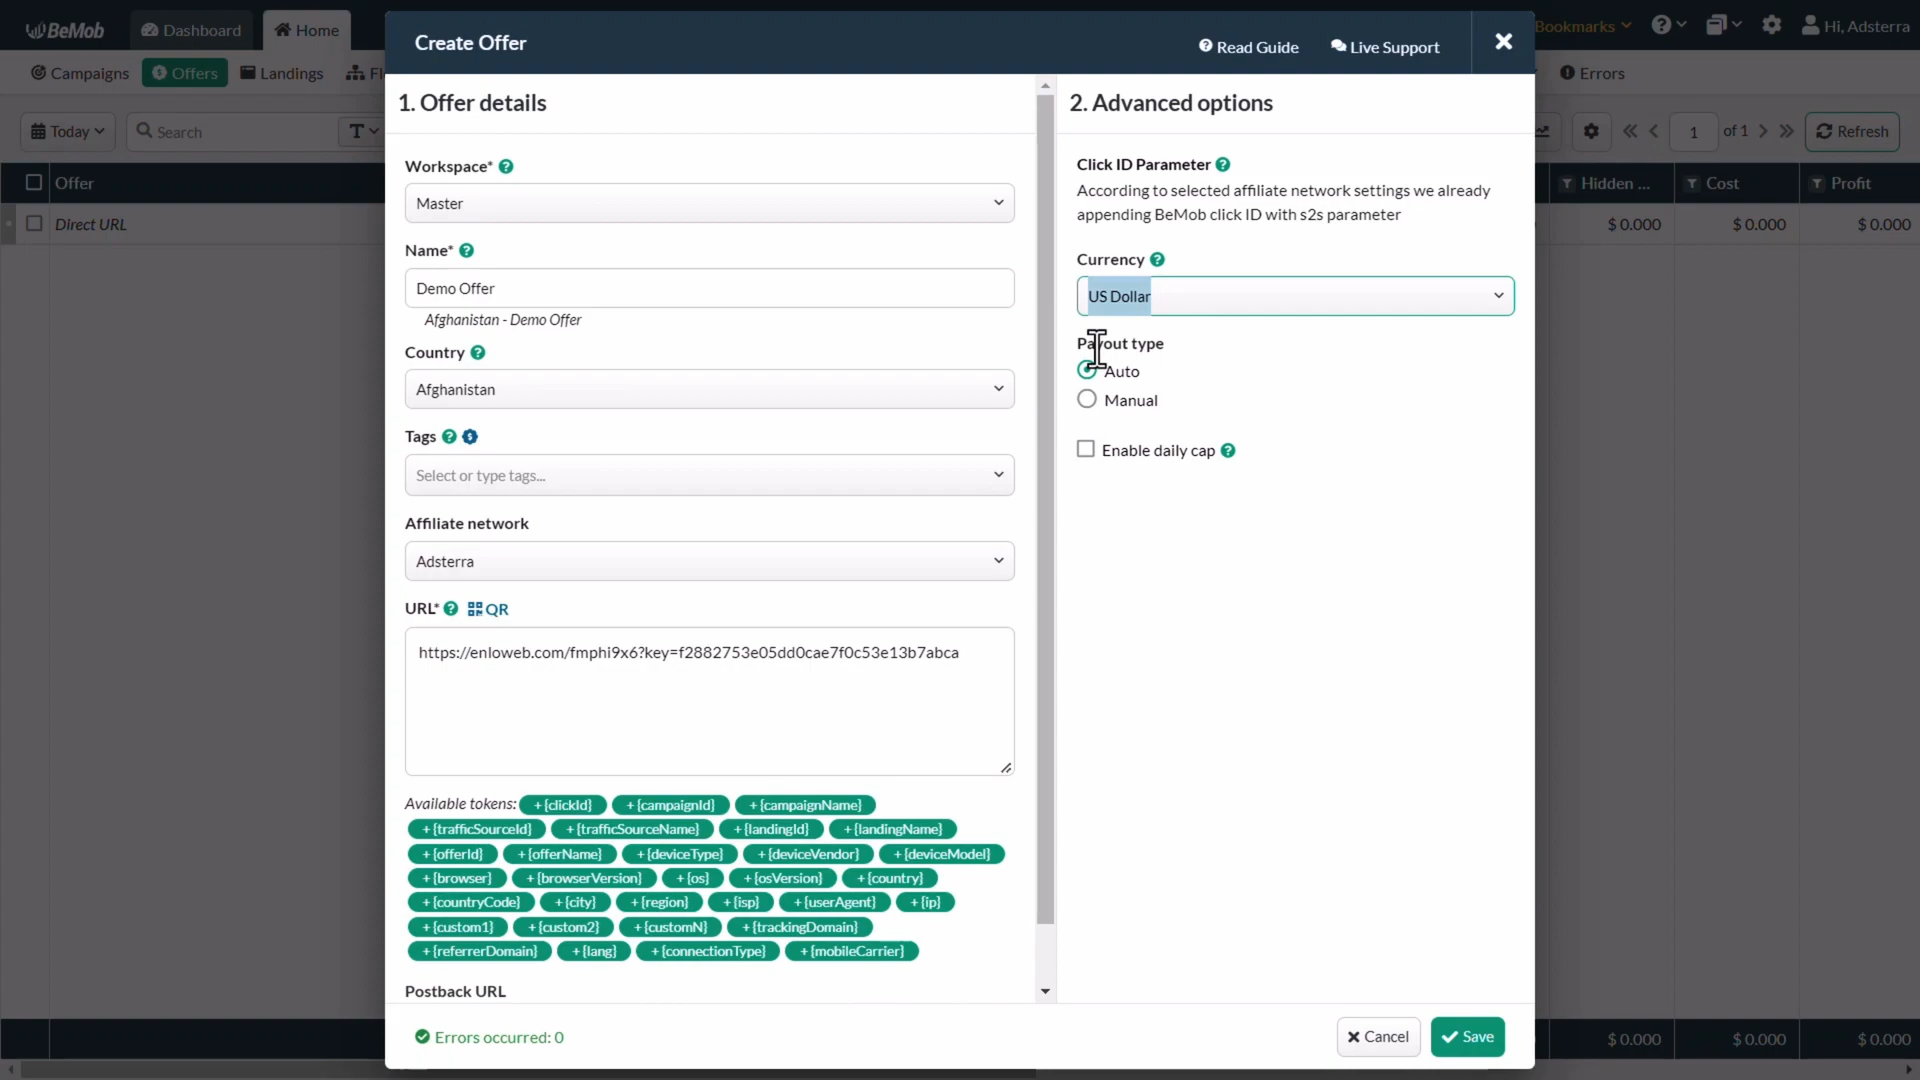 BeMob
Dashboard
Home
Create Offer
Read Guide
Live Support
Bookmarks
Hi, Adsterra
Campaigns
Offers
Landings
Errors
Today
Search
T
1
of 1
Refresh
Offer
Hidden ...
Cost
Profit
Direct URL
$ 0.000
$ 0.000
$ 0.000
1. Offer details
Workspace*
Master
Name*
Demo Offer
Afghanistan - Demo Offer
Country
Afghanistan
Tags
Select or type tags...
Affiliate network
Adsterra
URL*
QR
https://enloweb.com/fmphi9x6?key=f2882753e05dd0cae7f0c53e13b7abca
Available tokens: +{clickId} +{campaignId} +{campaignName}
+{trafficSourceId} +{trafficSourceName} +{landingId} +{landingName}
+{offerId} +{offerName} +{deviceType} +{deviceVendor} +{deviceModel}
+{browser} +{browserVersion} +{os} +{osVersion} +{country}
+{countryCode} +{city} +{region} +{isp} +{userAgent} +{ip}
+{custom1} +{custom2} +{customN} +{trackingDomain}
+{referrerDomain} +{lang} +{connectionType} +{mobileCarrier}
Postback URL
2. Advanced options
Click ID Parameter
According to selected affiliate network settings we already
appending BeMob click ID with s2s parameter
Currency
US Dollar
Payout type
Auto
Manual
Enable daily cap
Errors occurred: 0
Cancel
Save
$ 0.000
$ 0.000
$ 0.000